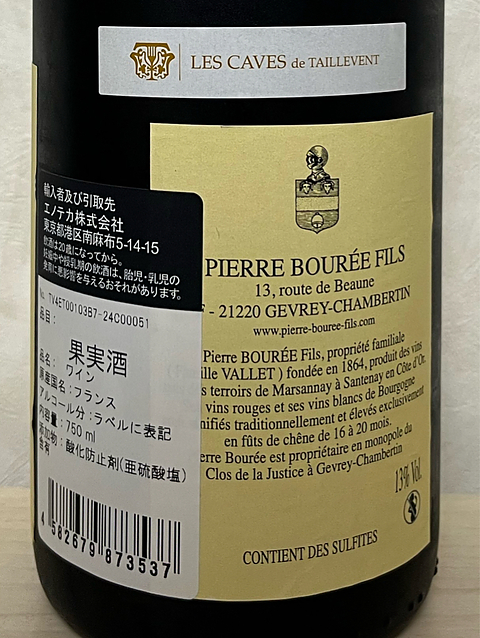 LES CAVES de TAILLEVENT
輸入者及び引取先
エノテカ株式会社
東京都港区南麻布5-14-15
飲酒は20歳になってから。
妊娠中や授乳期の飲酒は、胎児・乳児の
発育に悪影響を与えるおそれがあります。
No. TV4ET00103B7-24C00051
品目:
果実酒
品名: ワイン
原産国名:フランス
アルコール分:ラベルに表記
内容量:750 ml
添加物:酸化防止剤(亜硫酸塩)
含有
4 582679 873537
PIERRE BOURÉE FILS
13, route de Beaune
F - 21220 GEVREY-CHAMBERTIN
www.pierre-bouree-fils.com
Pierre BOURÉE Fils, propriété familiale
ille VALLET ) fondée en 1864, produit des vins
s terroirs de Marsannay à Santenay en Côte d'Or.
vins rouges et ses vins blancs de Bourgogne
nifiés traditionnellement et élevés exclusivement
en fûts de chêne de 16 à 20 mois.
erre Bourée est propriétaire en monopole du
Clos de la Justice à Gevrey-Chambertin
13% Vol.
CONTIENT DES SULFITES